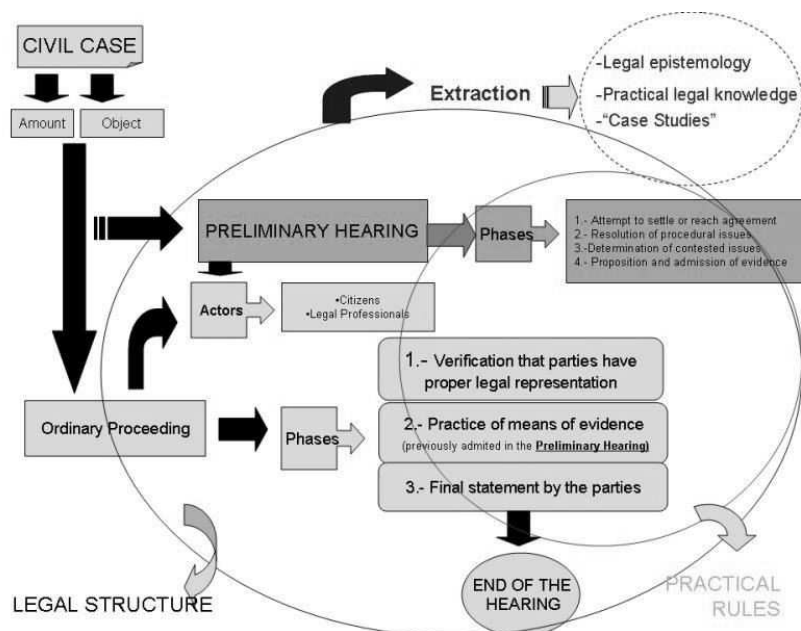 CIVIL CASE
Amount
Object
Extraction
-Legal epistemology
-Practical legal knowledge
-“Case Studies”
PRELIMINARY HEARING
Phases
1.- Attempt to settle or reach agreement
2.- Resolution of procedural issues
3.-Determination of contested issues
4.- Proposition and admission of evidence
Actors
•Citizens
•Legal Professionals
Ordinary Proceeding
Phases
1.- Verification that parties have
proper legal representation
2.- Practice of means of evidence
(previously admited in the Preliminary Hearing)
3.- Final statement by the parties
END OF THE
HEARING
LEGAL STRUCTURE
PRACTICAL
RULES